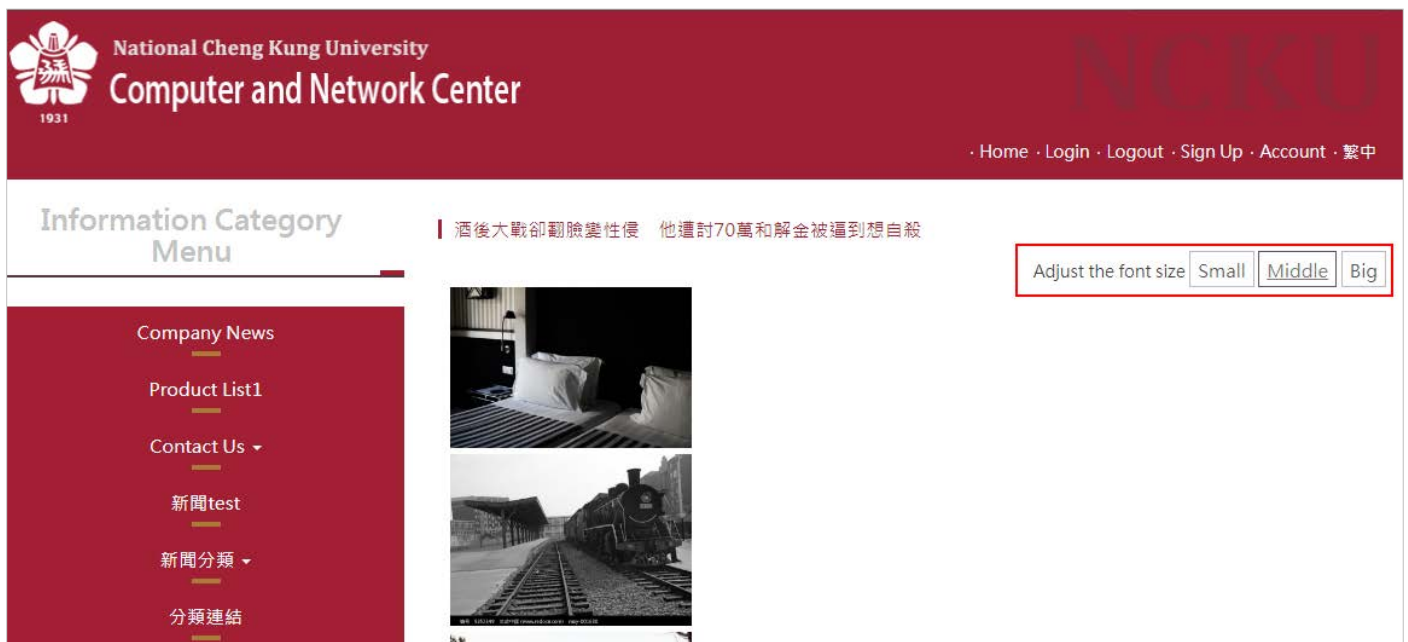 National Cheng Kung University
Computer and Network Center
1931
NCKU
· Home · Login · Logout · Sign Up · Account · 繁中
Information Category
Menu
酒後大戰卻翻臉變性侵 他遭討70萬和解金被逼到想自殺
Adjust the font size Small Middle Big
Company News
Product List1
Contact Us
新聞test
新聞分類
分類連結